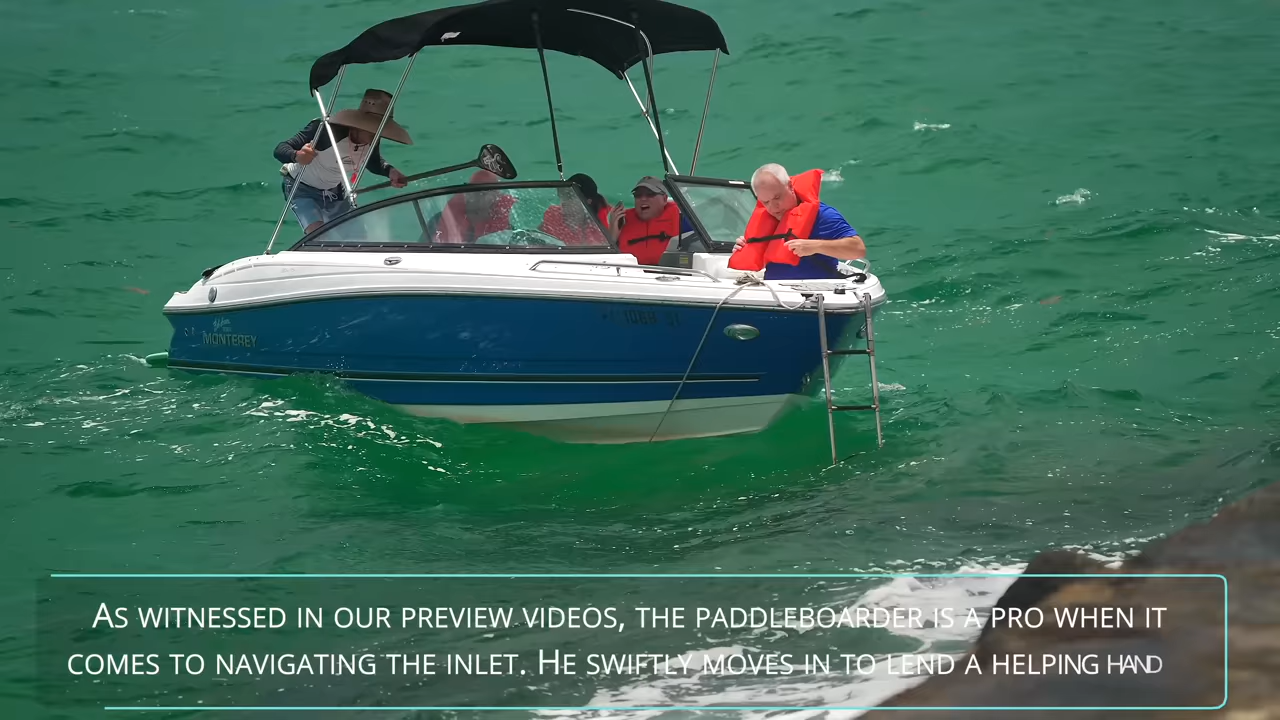 MONTEREY
AS WITNESSED IN OUR PREVIEW VIDEOS, THE PADDLEBOARDER IS A PRO WHEN IT
COMES TO NAVIGATING THE INLET. HE SWIFTLY MOVES IN TO LEND A HELPING HAND